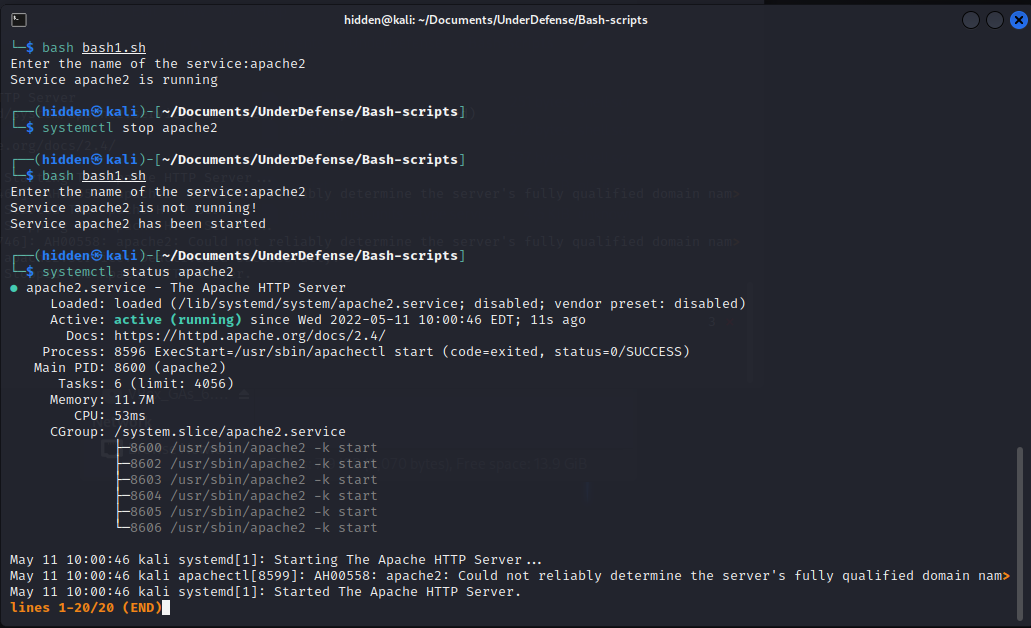 hidden@kali: ~/Documents/UnderDefense/Bash-scripts
└─$ bash bash1.sh
Enter the name of the service:apache2
Service apache2 is running
┌──(hidden㉿kali)-[~/Documents/UnderDefense/Bash-scripts]
└─$ systemctl stop apache2
┌──(hidden㉿kali)-[~/Documents/UnderDefense/Bash-scripts]
└─$ bash bash1.sh
Enter the name of the service:apache2
Service apache2 is not running!
Service apache2 has been started
┌──(hidden㉿kali)-[~/Documents/UnderDefense/Bash-scripts]
└─$ systemctl status apache2
● apache2.service - The Apache HTTP Server
Loaded: loaded (/lib/systemd/system/apache2.service; disabled; vendor preset: disabled)
Active: active (running) since Wed 2022-05-11 10:00:46 EDT; 11s ago
Docs: https://httpd.apache.org/docs/2.4/
Process: 8596 ExecStart=/usr/sbin/apachectl start (code=exited, status=0/SUCCESS)
Main PID: 8600 (apache2)
Tasks: 6 (limit: 4056)
Memory: 11.7M
CPU: 53ms
CGroup: /system.slice/apache2.service
├─8600 /usr/sbin/apache2 -k start
├─8602 /usr/sbin/apache2 -k start
├─8603 /usr/sbin/apache2 -k start
├─8604 /usr/sbin/apache2 -k start
├─8605 /usr/sbin/apache2 -k start
└─8606 /usr/sbin/apache2 -k start
May 11 10:00:46 kali systemd[1]: Starting The Apache HTTP Server...
May 11 10:00:46 kali apachectl[8599]: AH00558: apache2: Could not reliably determine the server's fully qualified domain nam>
May 11 10:00:46 kali systemd[1]: Started The Apache HTTP Server.
lines 1-20/20 (END)